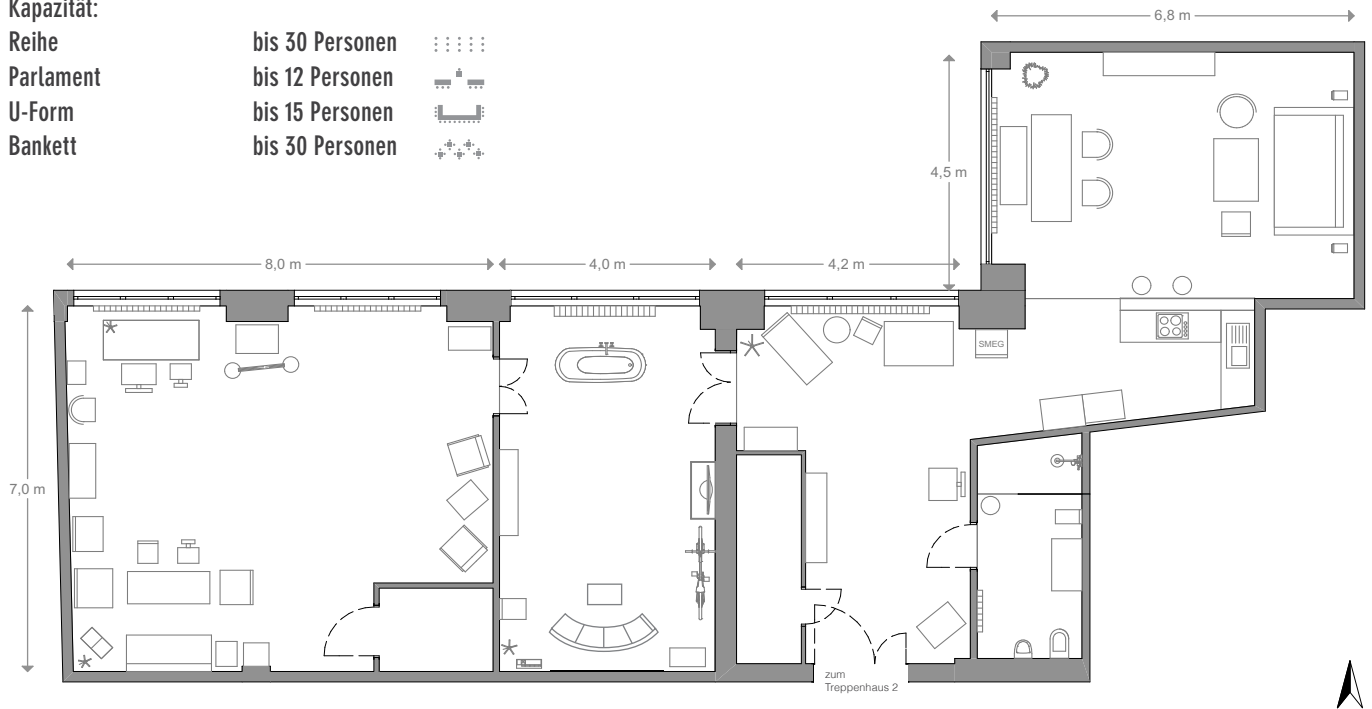 Kapazität:
Reihe bis 30 Personen
Parlament bis 12 Personen
U-Form bis 15 Personen
Bankett bis 30 Personen
6,8 m
4,5 m
8,0 m
4,0 m
4,2 m
SMEG
7,0 m
zum
Treppenhaus 2